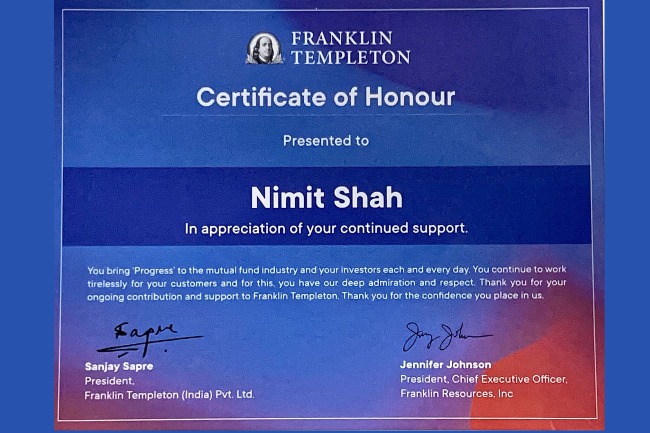 FRANKLIN
TEMPLETON
Certificate of Honour
Presented to
Nimit Shah
In appreciation of your continued support.
You bring 'Progress' to the mutual fund industry and your investors each and every day. You continue to work
tirelessly for your customers and for this, you have our deep admiration and respect. Thank you for your
ongoing contribution and support to Franklin Templeton. Thank you for the confidence you place in us.
Sapre
Sanjay Sapre
President,
Franklin Templeton (India) Pvt. Ltd.
Jennifer Johnson
President, Chief Executive Officer,
Franklin Resources, Inc